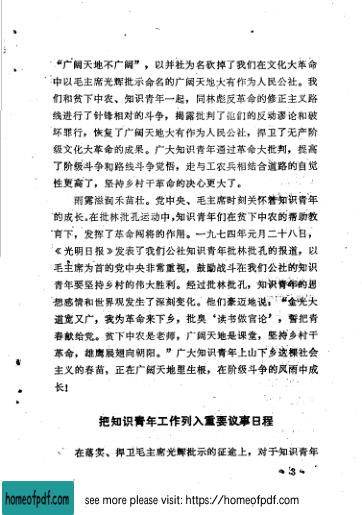 “广阔天地不广阔”，以并社为名砍掉了我们在文化大革命
中以毛主席光辉批示命名的广阔天地大有作为人民公社。我
们和贫下中农、知识青年一起，同林彪反革命的修正主义路
线进行了针锋相对的斗争，揭露批判了他们的反动谬论和破
坏罪行，恢复了广阔天地大有作为人民公社，捍卫了无产阶
级文化大革命的成果。广大知识青年通过革命大批判，提高
了阶级斗争和路线斗争觉悟，走与工农兵相结合道路的自觉
性更高了，坚持乡村干革命的决心更大了。
雨露滋润禾苗壮。党中央、毛主席时刻关怀着知识青年
的成长。在批林批孔运动中，知识青年们在贫下中农的帮助教
育下，发挥了革命闯将的作用。一九七四年元月二十八日，
《光明日报》发表了我们公社知识青年批林批孔的报道，以
毛主席为首的党中央非常重视，鼓励战斗在我们公社的知识
青年要坚持乡村的伟大胜利。经过批林批孔，知识青年的思
想感情和世界观发生了深刻变化。他们豪迈地说，“金光大
道宽又广，我为革命来下乡，批臭‘读书做官论’，誓把青
春献给党。贫下中农是老师，广阔天地是课堂，坚持乡村干
革命，雄鹰展翅向朝阳。”广大知识青年上山下乡这棵社会
主义的春苗，正在广阔天地里生根，在阶级斗争的风雨中成
长！
把知识青年工作列入重要议事日程
在落实、捍卫毛主席光辉批示的征途上，对于知识青年
·3·
homeofpdf.com
see more please visit: https://homeofpdf.com